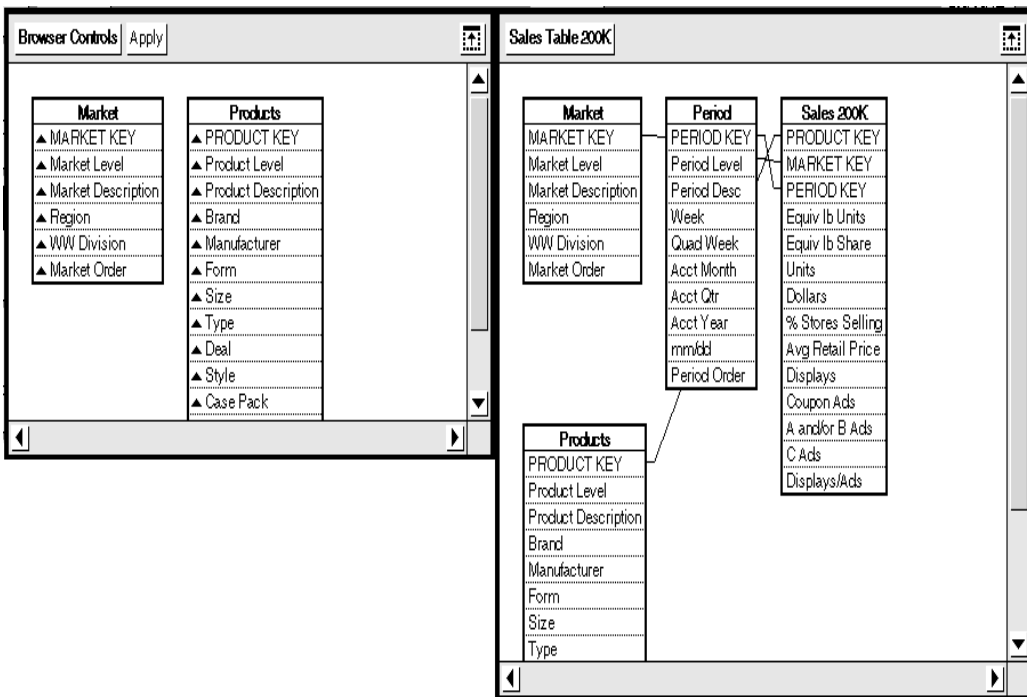 Browser Controls Apply
Market
MARKET KEY
Market Level
Market Description
Region
WW Division
Market Order
Products
PRODUCT KEY
Product Level
Product Description
Brand
Manufacturer
Form
Size
Type
Deal
Style
Case Pack
Sales Table 200K
Market
MARKET KEY
Market Level
Market Description
Region
WW Division
Market Order
Period
PERIOD KEY
Period Level
Period Desc
Week
Quad Week
Acct Month
Acct Qtr
Acct Year
mm/dd
Period Order
Sales 200K
PRODUCT KEY
MARKET KEY
PERIOD KEY
Equiv lb Units
Equiv lb Share
Units
Dollars
% Stores Selling
Avg Retail Price
Displays
Coupon Ads
A and/or B Ads
C Ads
Displays/Ads
Products
PRODUCT KEY
Product Level
Product Description
Brand
Manufacturer
Form
Size
Type